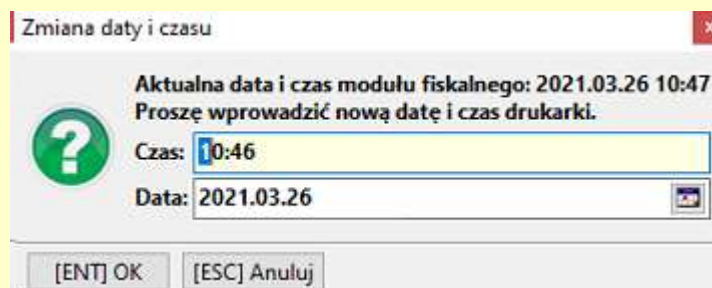 Zmiana daty i czasu
Aktualna data i czas modułu fiskalnego: 2021.03.26 10:47
Proszę wprowadzić nową datę i czas drukarki.
Czas: 10:46
Data: 2021.03.26
[ENT] OK [ESC] Anuluj